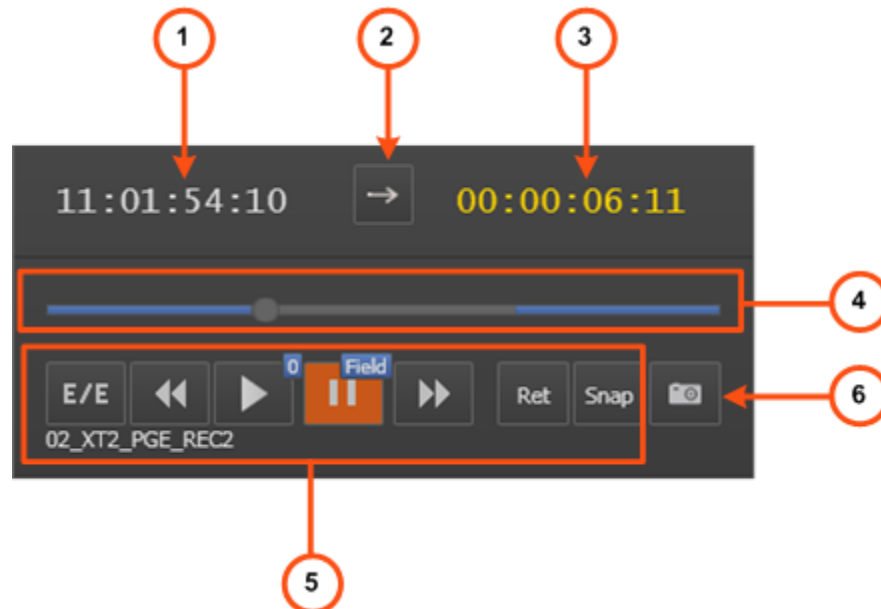 1 2 3
11:01:54:10 → 00:00:06:11
4
0 Field
E/E Ret Snap
6
02_XT2_PGE_REC2
5